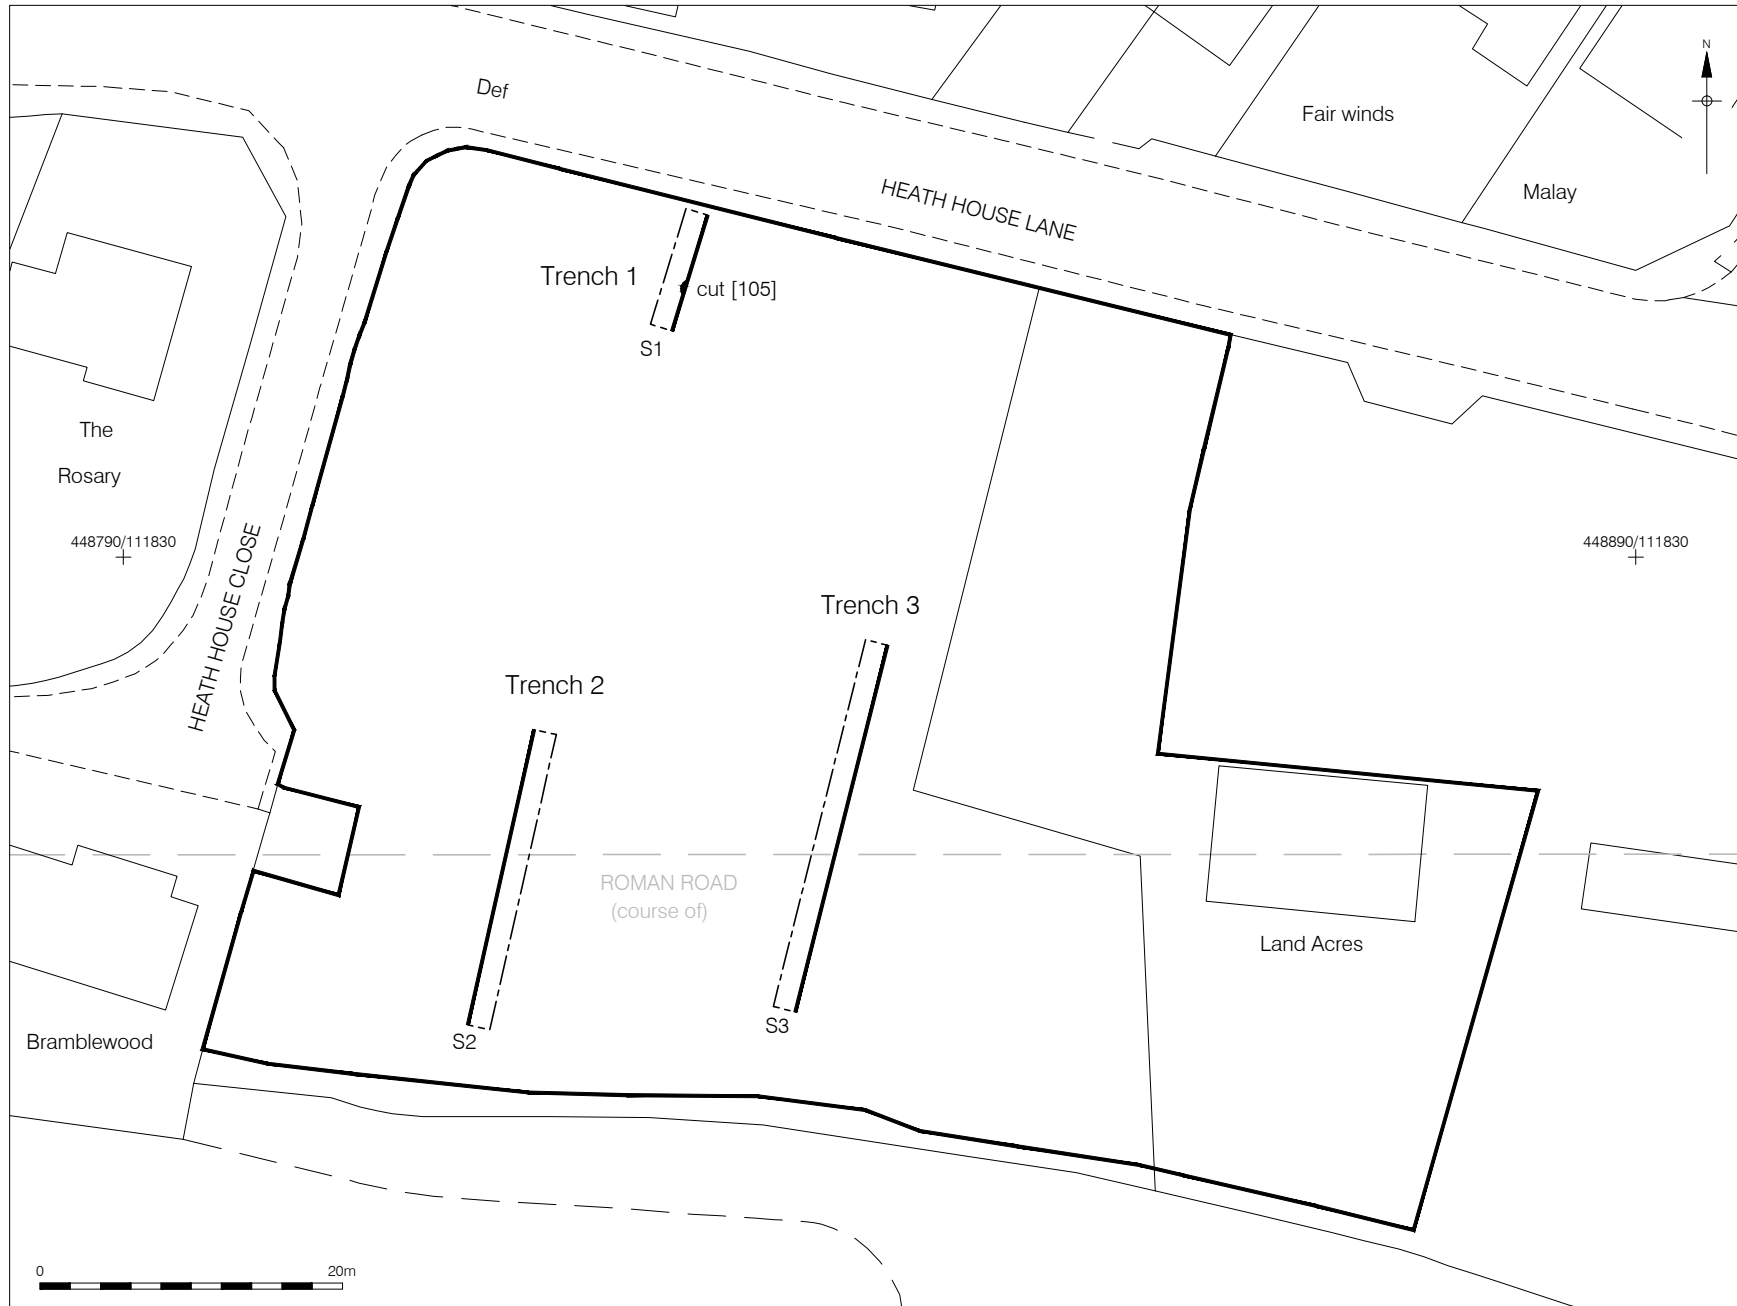 N
Def
Fair winds
Malay
HEATH HOUSE LANE
Trench 1
cut [105]
S1
The
Rosary
448790/111830
448890/111830
HEATH HOUSE CLOSE
Trench 3
Trench 2
ROMAN ROAD
(course of)
Land Acres
S3
S2
Bramblewood
0 20m